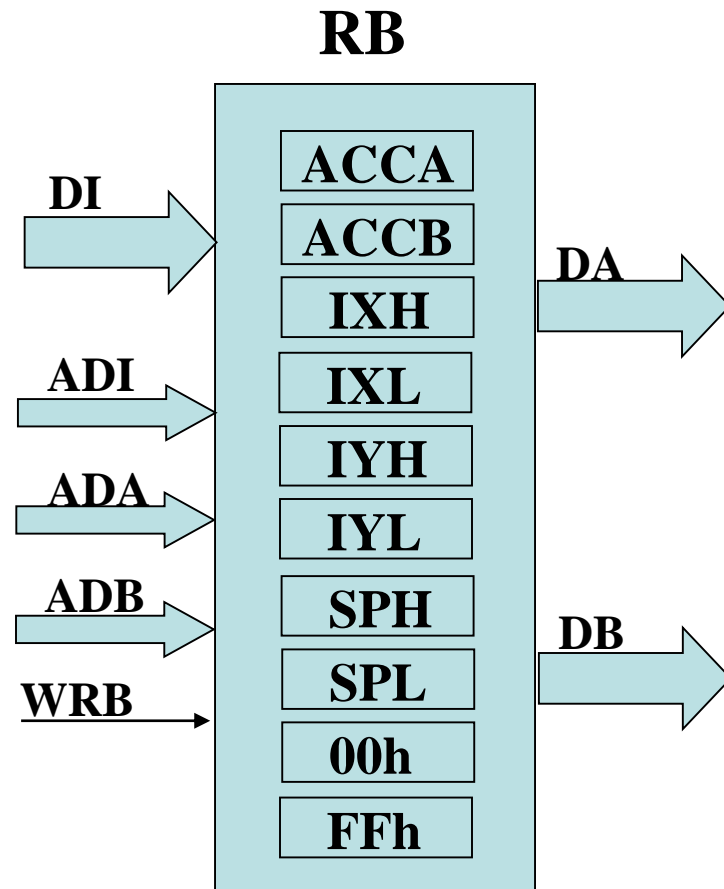 RB
DI
ADI
ADA
ADB
WRB
ACCA
ACCB
IXH
IXL
IYH
IYL
SPH
SPL
00h
FFh
DA
DB